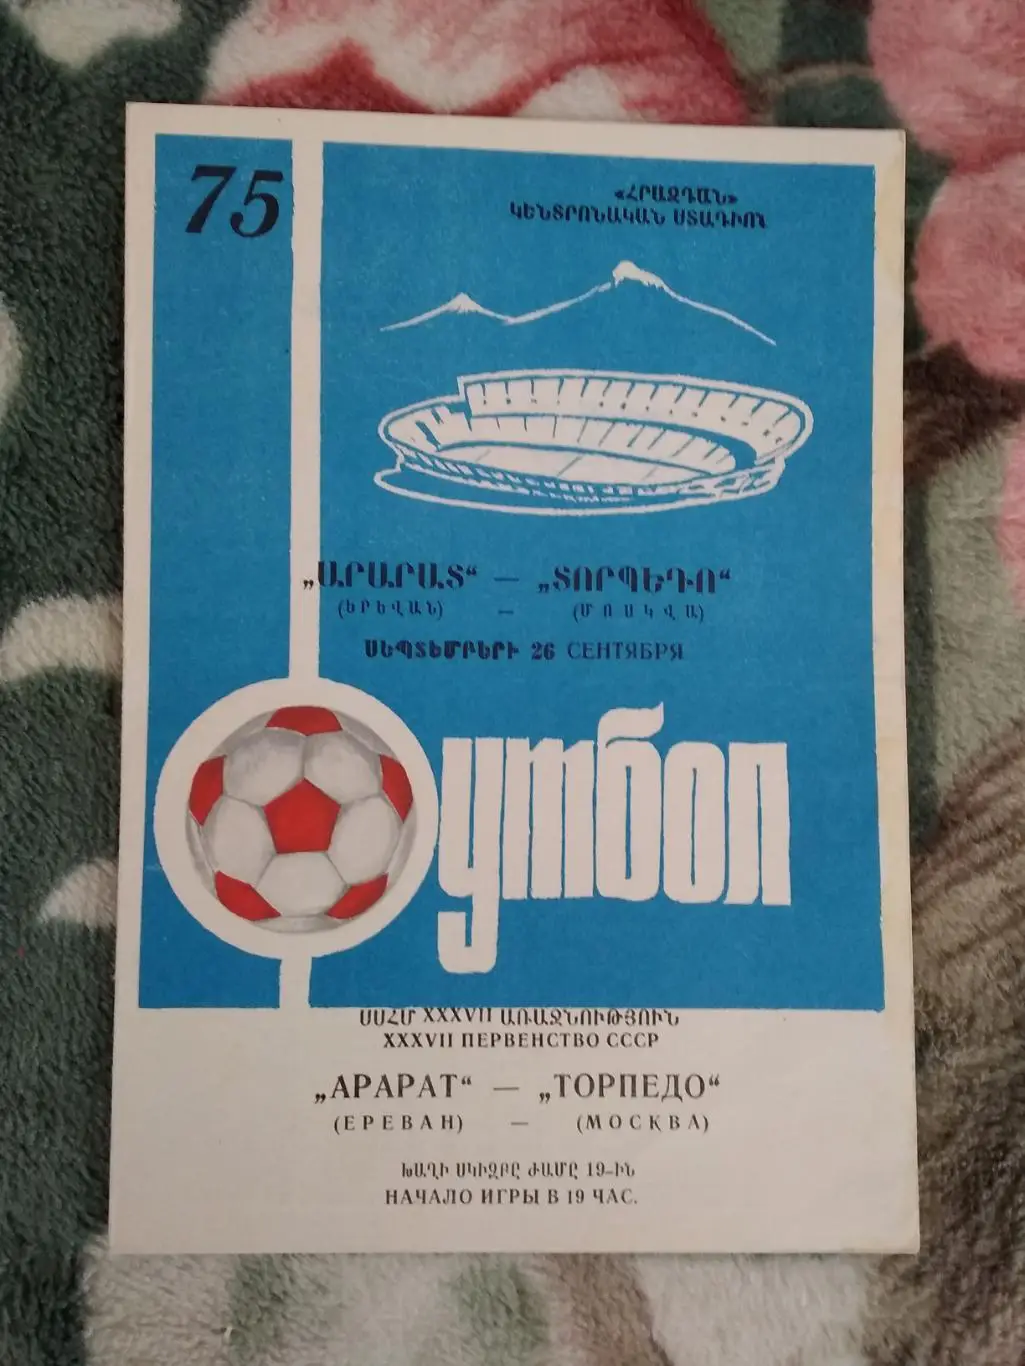 75
«ՀՐԱԶԴԱՆ»
ԿԵՆՏՐՈՆԱԿԱՆ ՍՏԱԴԻՈՆ
„ԱՐԱՐԱՏ“ — „ՏՈՐՊԵԴՈ“
(ԵՐԵՎԱՆ) — (ՄՈՍԿՎԱ)
ՍԵՊՏԵՄԲԵՐԻ 26 СЕНТЯБРЯ
Футбол
ՍՍՀՄ XXXVII ԱՌԱՋՆՈՒԹՅՈՒՆ
XXXVII ПЕРВЕНСТВО СССР
„АРАРАТ“ — „ТОРПЕДО“
(ЕРЕВАН) — (МОСКВА)
ԽԱՂԻ ՍԿԻԶԲԸ ԺԱՄԸ 19-ԻՆ
НАЧАЛО ИГРЫ В 19 ЧАС.